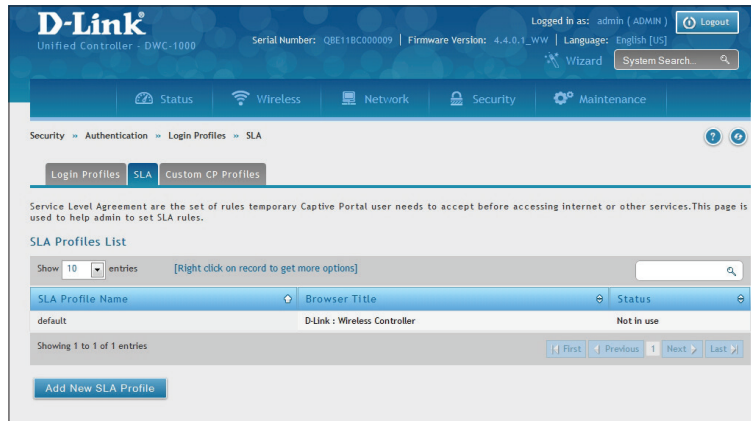 D-Link
Unified Controller - DWC-1000
Logged in as: admin ( ADMIN ) Logout
Serial Number: QBE11BC000009 | Firmware Version: 4.4.0.1_WW | Language: English [US]
Wizard System Search...
Status Wireless Network Security Maintenance
Security » Authentication » Login Profiles » SLA
Login Profiles SLA Custom CP Profiles
Service Level Agreement are the set of rules temporary Captive Portal user needs to accept before accessing internet or other services.This page is
used to help admin to set SLA rules.
SLA Profiles List
Show 10 entries [Right click on record to get more options]
SLA Profile Name Browser Title Status
default D-Link : Wireless Controller Not in use
Showing 1 to 1 of 1 entries First Previous 1 Next Last
Add New SLA Profile